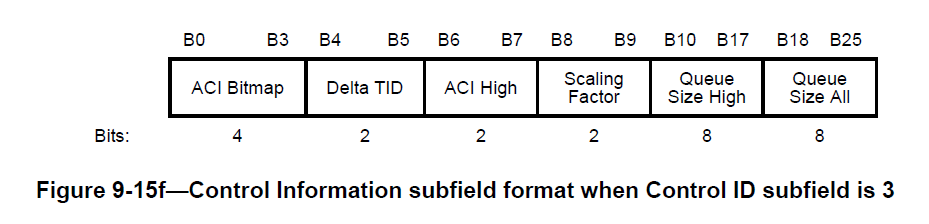 B0 B3 B4 B5 B6 B7 B8 B9 B10 B17 B18 B25
ACI Bitmap Delta TID ACI High Scaling Factor Queue Size High Queue Size All
Bits: 4 2 2 2 8 8
Figure 9-15f—Control Information subfield format when Control ID subfield is 3